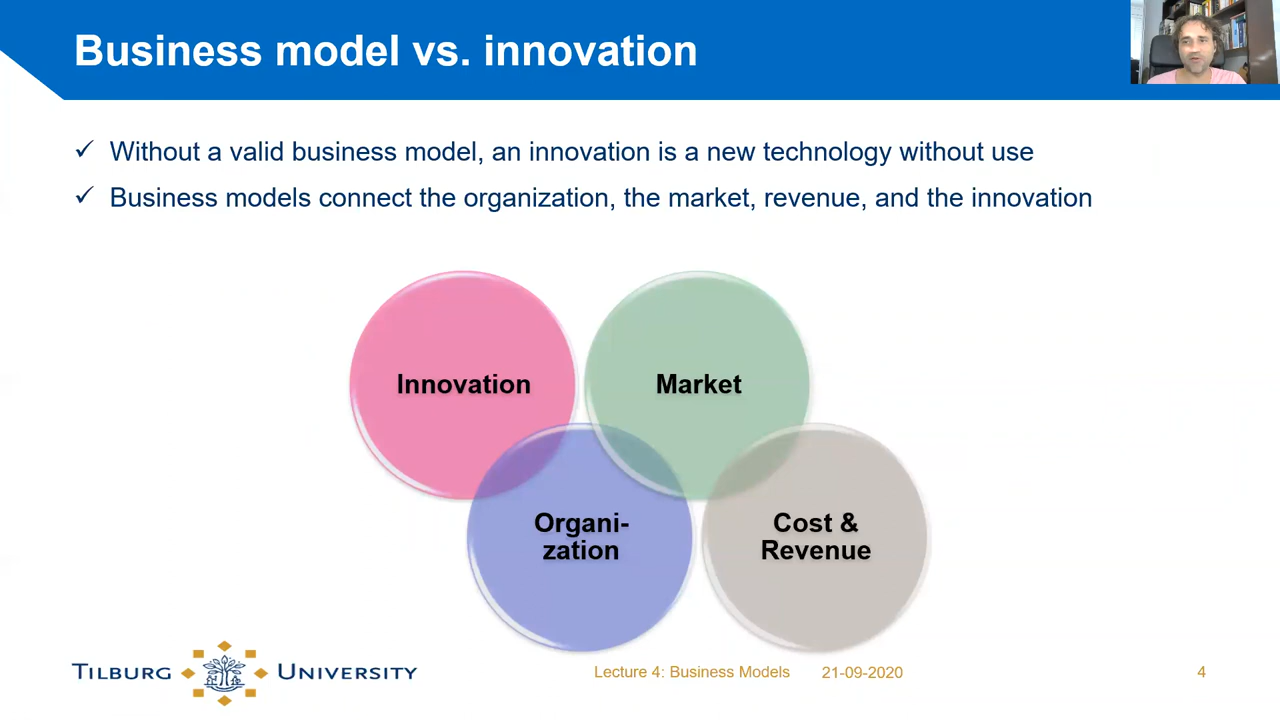 Business model vs. innovation
✓ Without a valid business model, an innovation is a new technology without use
✓ Business models connect the organization, the market, revenue, and the innovation
Innovation
Market
Organi-
zation
Cost &
Revenue
TILBURG UNIVERSITY
Lecture 4: Business Models 21-09-2020 4